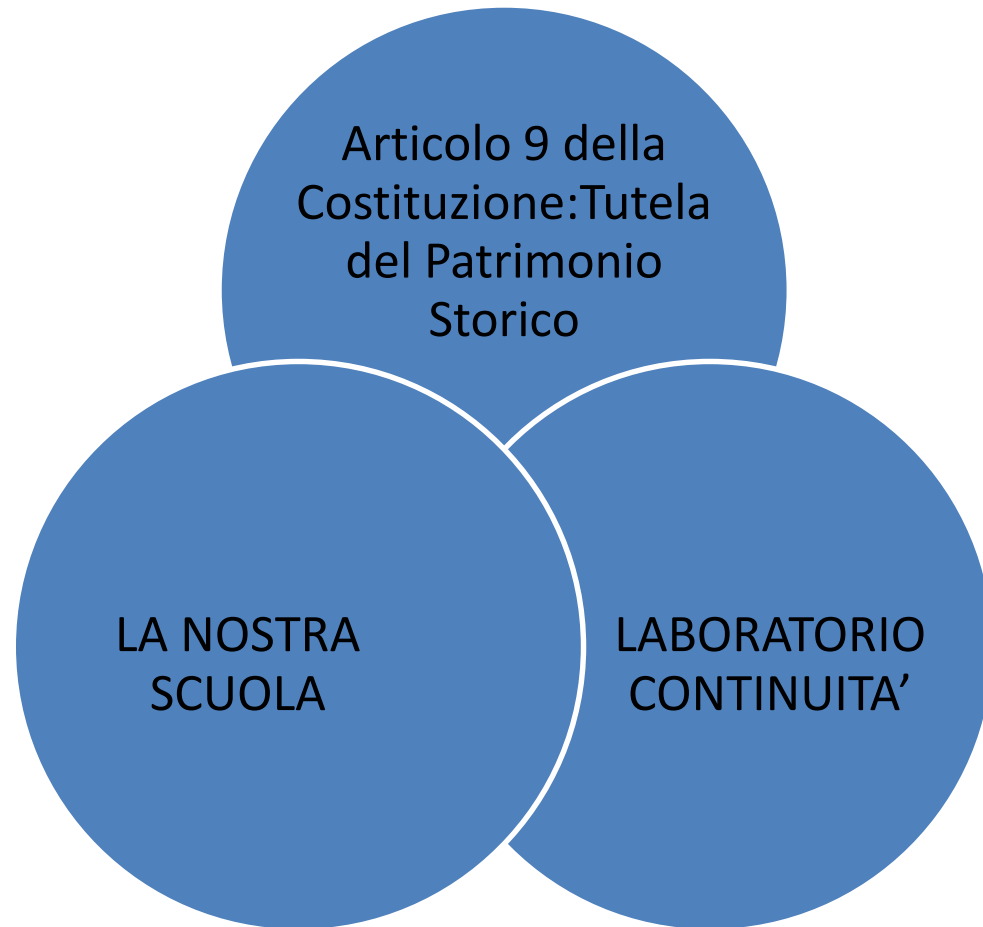 Articolo 9 della
Costituzione:Tutela
del Patrimonio
Storico
LA NOSTRA
SCUOLA
LABORATORIO
CONTINUITA’